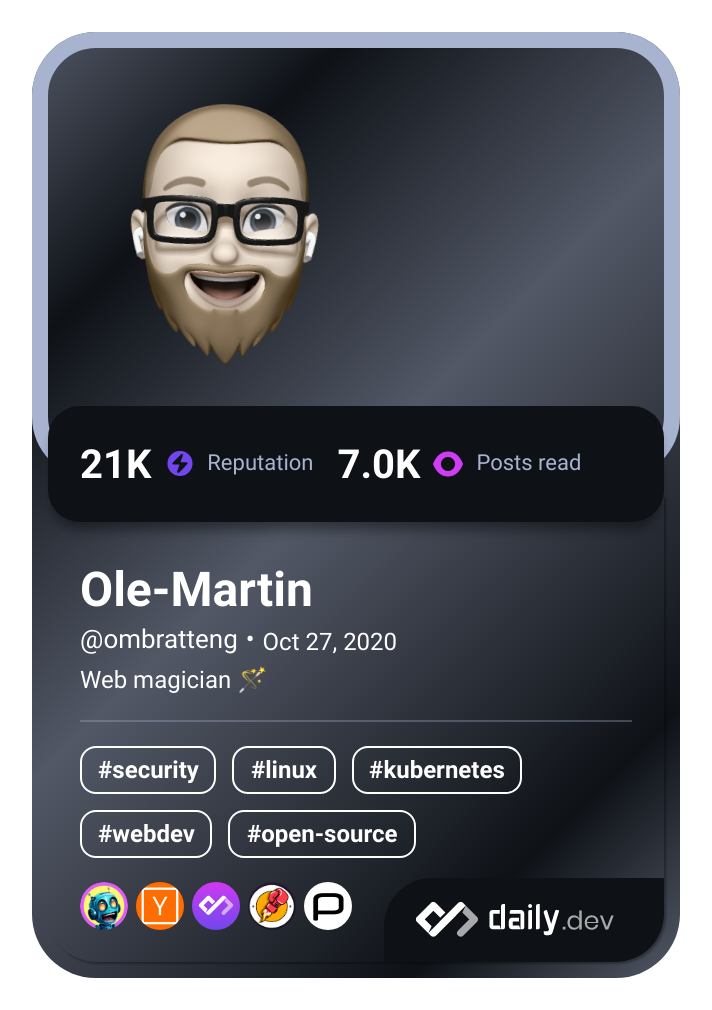 21K Reputation 7.0K Posts read
Ole-Martin
@ombratteng • Oct 27, 2020
Web magician 🪄
#security #linux #kubernetes
#webdev #open-source
Y
daily.dev